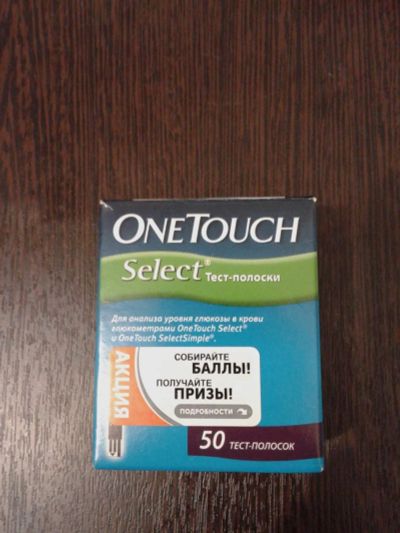 ONETOUCH
Select® Тест-полоски
Для анализа уровня глюкозы в крови
глюкометрами OneTouch Select®
и OneTouch SelectSimple®.
АКЦИЯ
СОБИРАЙТЕ
БАЛЛЫ!
ПОЛУЧАЙТЕ
ПРИЗЫ!
ПОДРОБНОСТИ
50 ТЕСТ-ПОЛОСОК